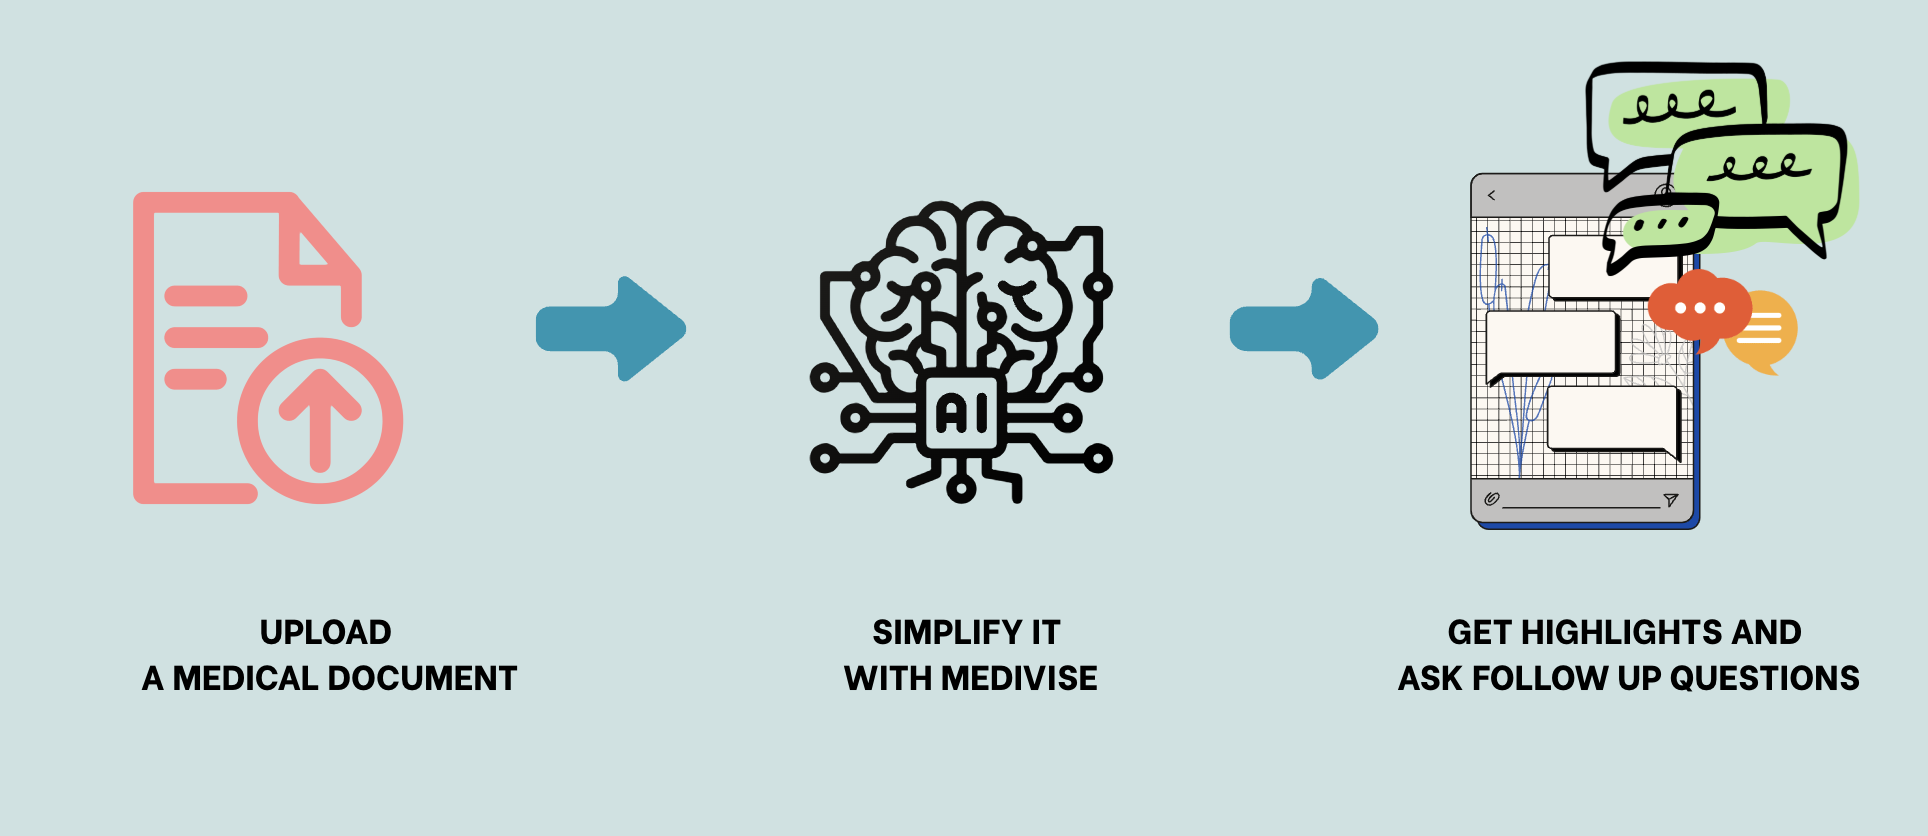 AI
UPLOAD
A MEDICAL DOCUMENT
SIMPLIFY IT
WITH MEDIVISE
GET HIGHLIGHTS AND
ASK FOLLOW UP QUESTIONS